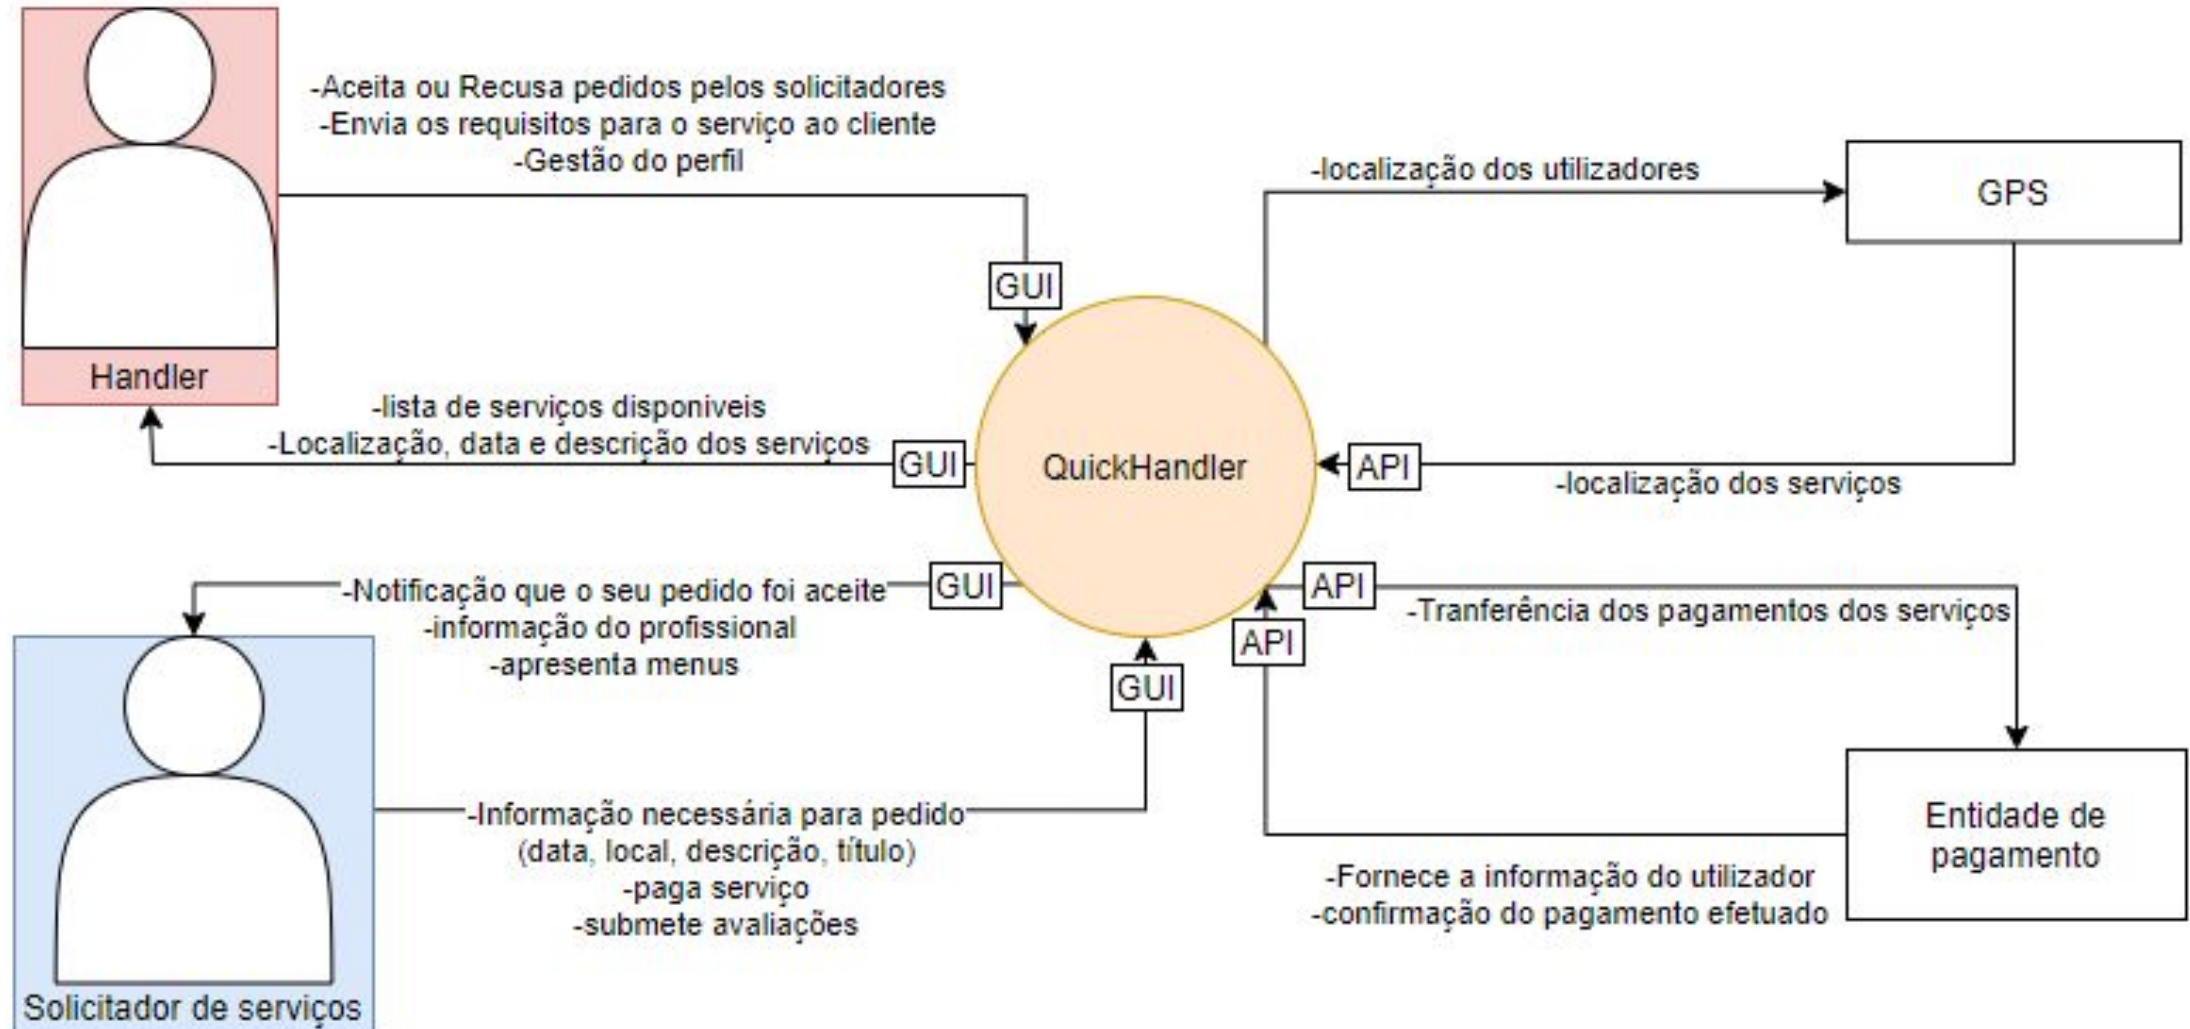 -Aceita ou Recusa pedidos pelos solicitadores
-Envia os requisitos para o serviço ao cliente
-Gestão do perfil
GUI
Handler
-lista de serviços disponiveis
-Localização, data e descrição dos serviços
GUI
QuickHandler
-localização dos utilizadores
GPS
API
-localização dos serviços
-Notificação que o seu pedido foi aceite
GUI
-informação do profissional
-apresenta menus
GUI
API
-Tranferência dos pagamentos dos serviços
API
Solicitador de serviços
-Informação necessária para pedido
(data, local, descrição, título)
-paga serviço
-submete avaliações
Entidade de
pagamento
-Fornece a informação do utilizador
-confirmação do pagamento efetuado